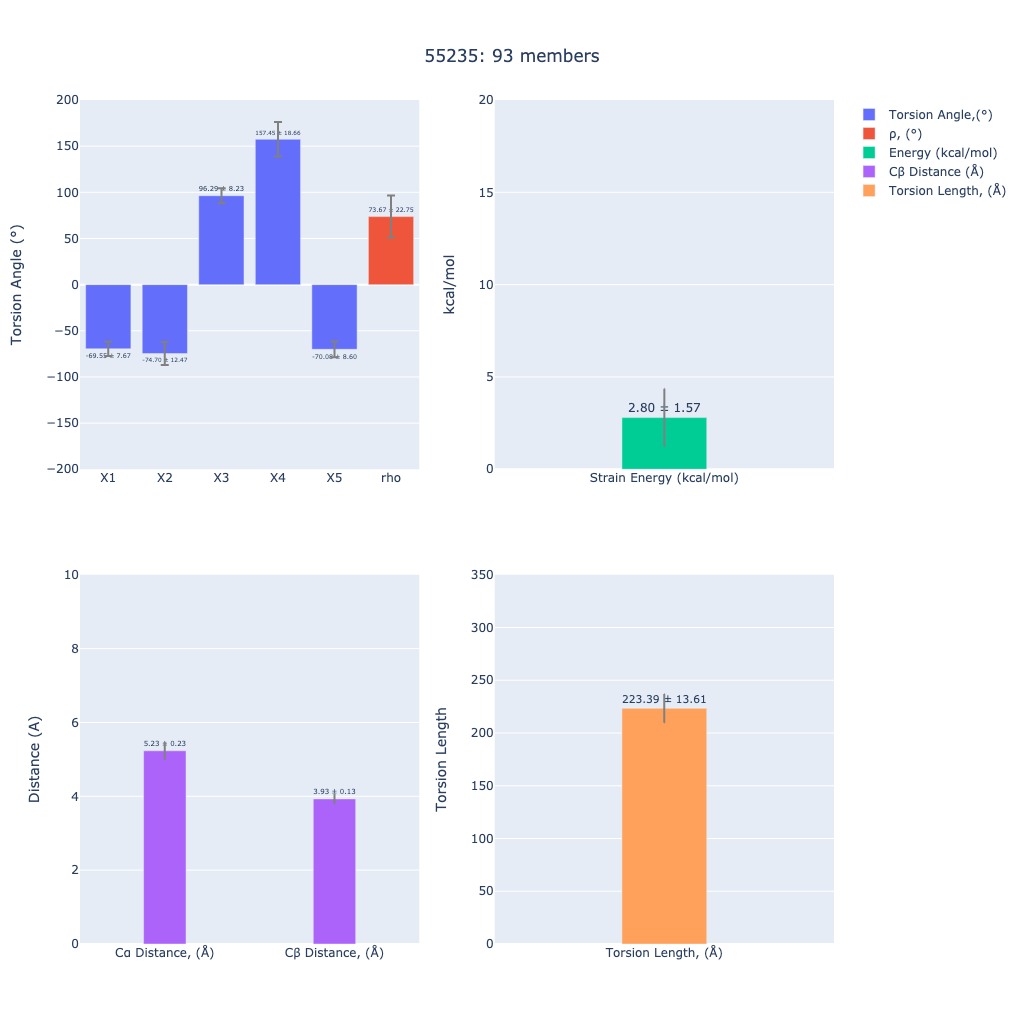 55235: 93 members
Torsion Angle (°)
200
150
100
50
0
−50
−100
−150
−200
-69.55 ± 7.67
-74.70 ± 12.47
96.29 ± 8.23
157.45 ± 18.66
-70.08 ± 8.60
73.67 ± 22.75
X1 X2 X3 X4 X5 rho
kcal/mol
20
15
10
5
0
2.80 ± 1.57
Strain Energy (kcal/mol)
Torsion Angle,(°)
ρ, (°)
Energy (kcal/mol)
Cβ Distance (Å)
Torsion Length, (Å)
Distance (A)
10
8
6
4
2
0
5.23 ± 0.23
3.93 ± 0.13
Cα Distance, (Å) Cβ Distance, (Å)
Torsion Length
350
300
250
200
150
100
50
0
223.39 ± 13.61
Torsion Length, (Å)